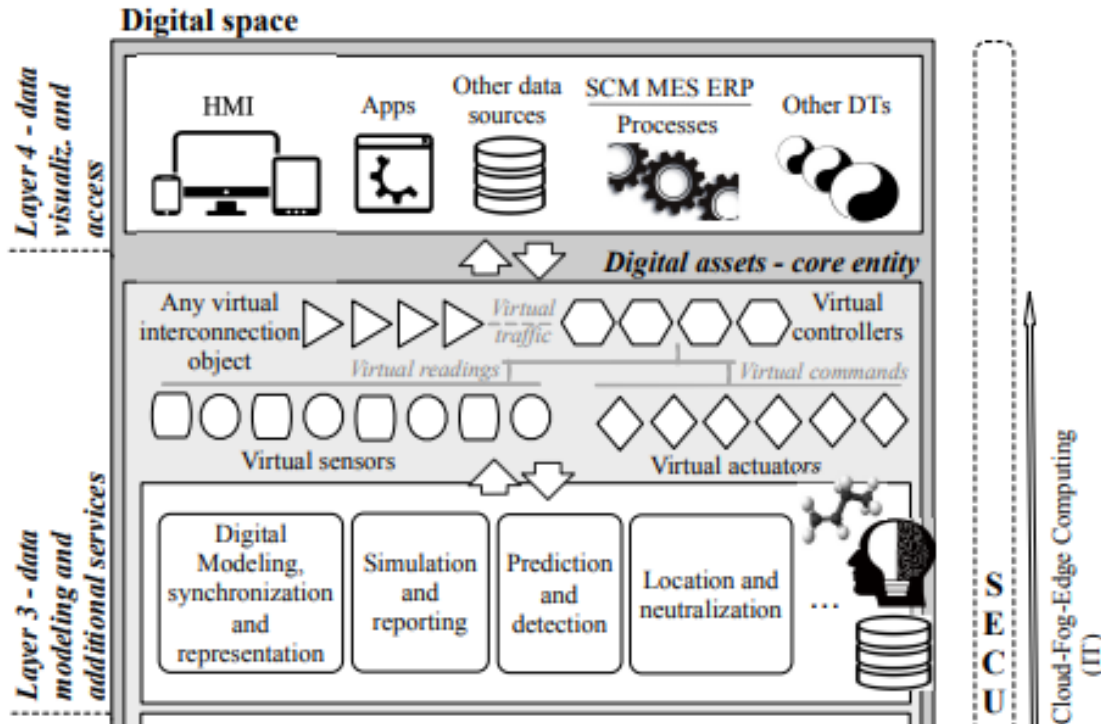 Digital space
Layer 4 - data
visualiz. and
access
HMI
Apps
Other data
sources
SCM MES ERP
Processes
Other DTs
Digital assets - core entity
Any virtual
interconnection
object
Virtual
traffic
Virtual
controllers
Virtual readings
Virtual commands
Virtual sensors
Virtual actuators
Layer 3 - data
modeling and
additional services
Digital
Modeling,
synchronization
and
representation
Simulation
and
reporting
Prediction
and
detection
Location and
neutralization
...
S
E
C
U
Cloud-Fog-Edge Computing
(IT)